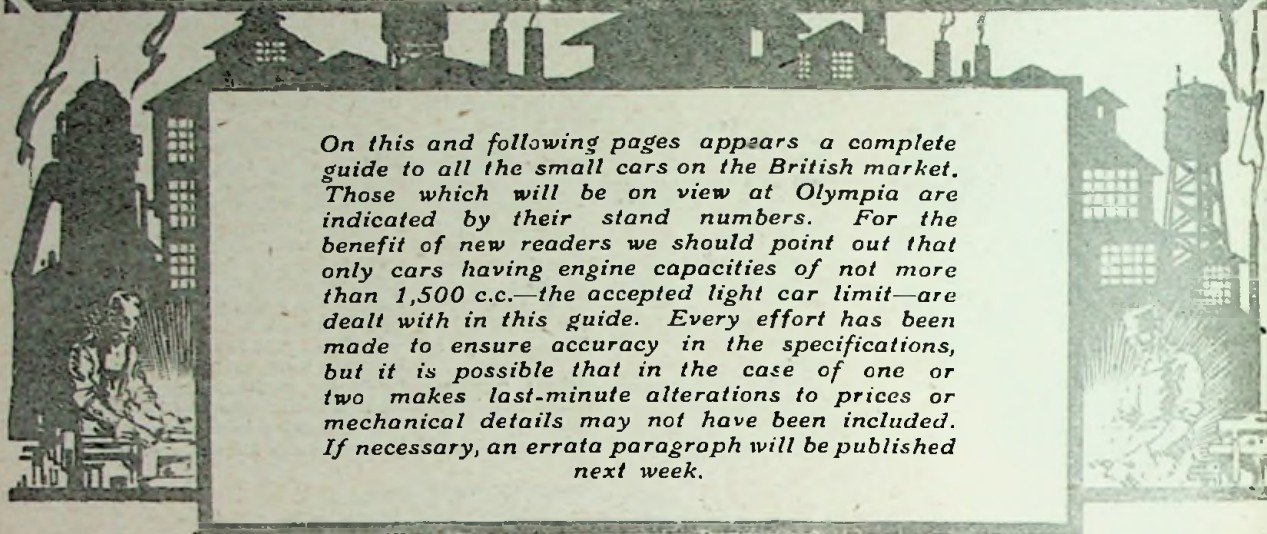 On this and following pages appears a complete
guide to all the small cars on the British market.
Those which will be on view at Olympia are
indicated by their stand numbers. For the
benefit of new readers we should point out that
only cars having engine capacities of not more
than 1,500 c.c.—the accepted light car limit—are
dealt with in this guide. Every effort has been
made to ensure accuracy in the specifications,
but it is possible that in the case of one or
two makes last-minute alterations to prices or
mechanical details may not have been included.
If necessary, an errata paragraph will be published
next week.